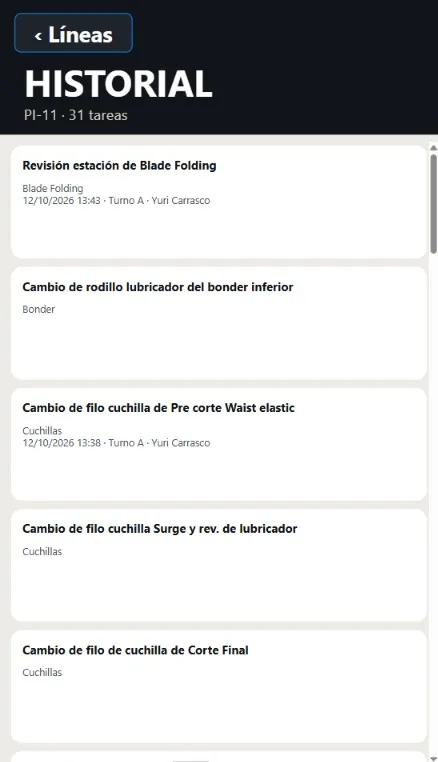 ‹ Líneas
HISTORIAL
PI-11 · 31 tareas
Revisión estación de Blade Folding
Blade Folding
12/10/2026 13:43 · Turno A · Yuri Carrasco
Cambio de rodillo lubricador del bonder inferior
Bonder
Cambio de filo cuchilla de Pre corte Waist elastic
Cuchillas
12/10/2026 13:38 · Turno A · Yuri Carrasco
Cambio de filo cuchilla Surge y rev. de lubricador
Cuchillas
Cambio de filo de cuchilla de Corte Final
Cuchillas